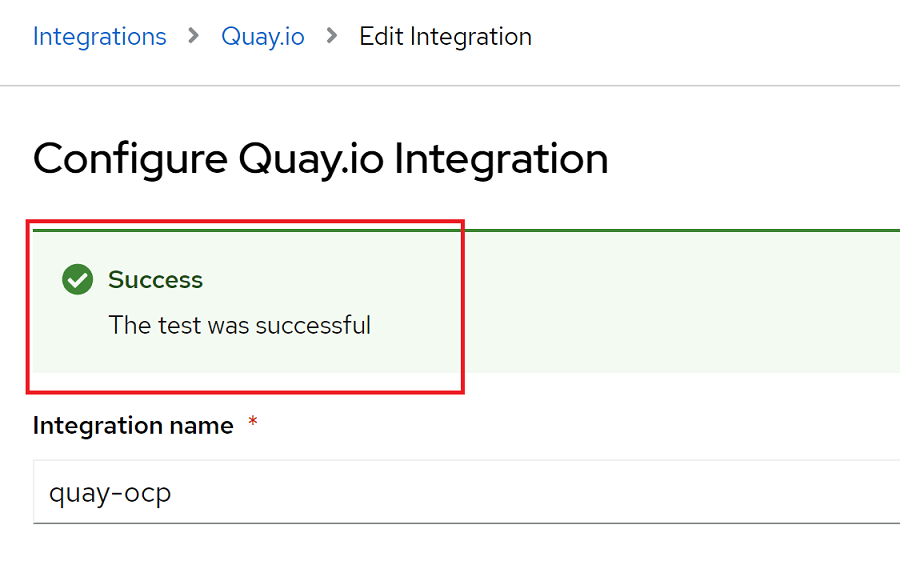 Integrations > Quay.io > Edit Integration
Configure Quay.io Integration
Success
The test was successful
Integration name *
quay-ocp